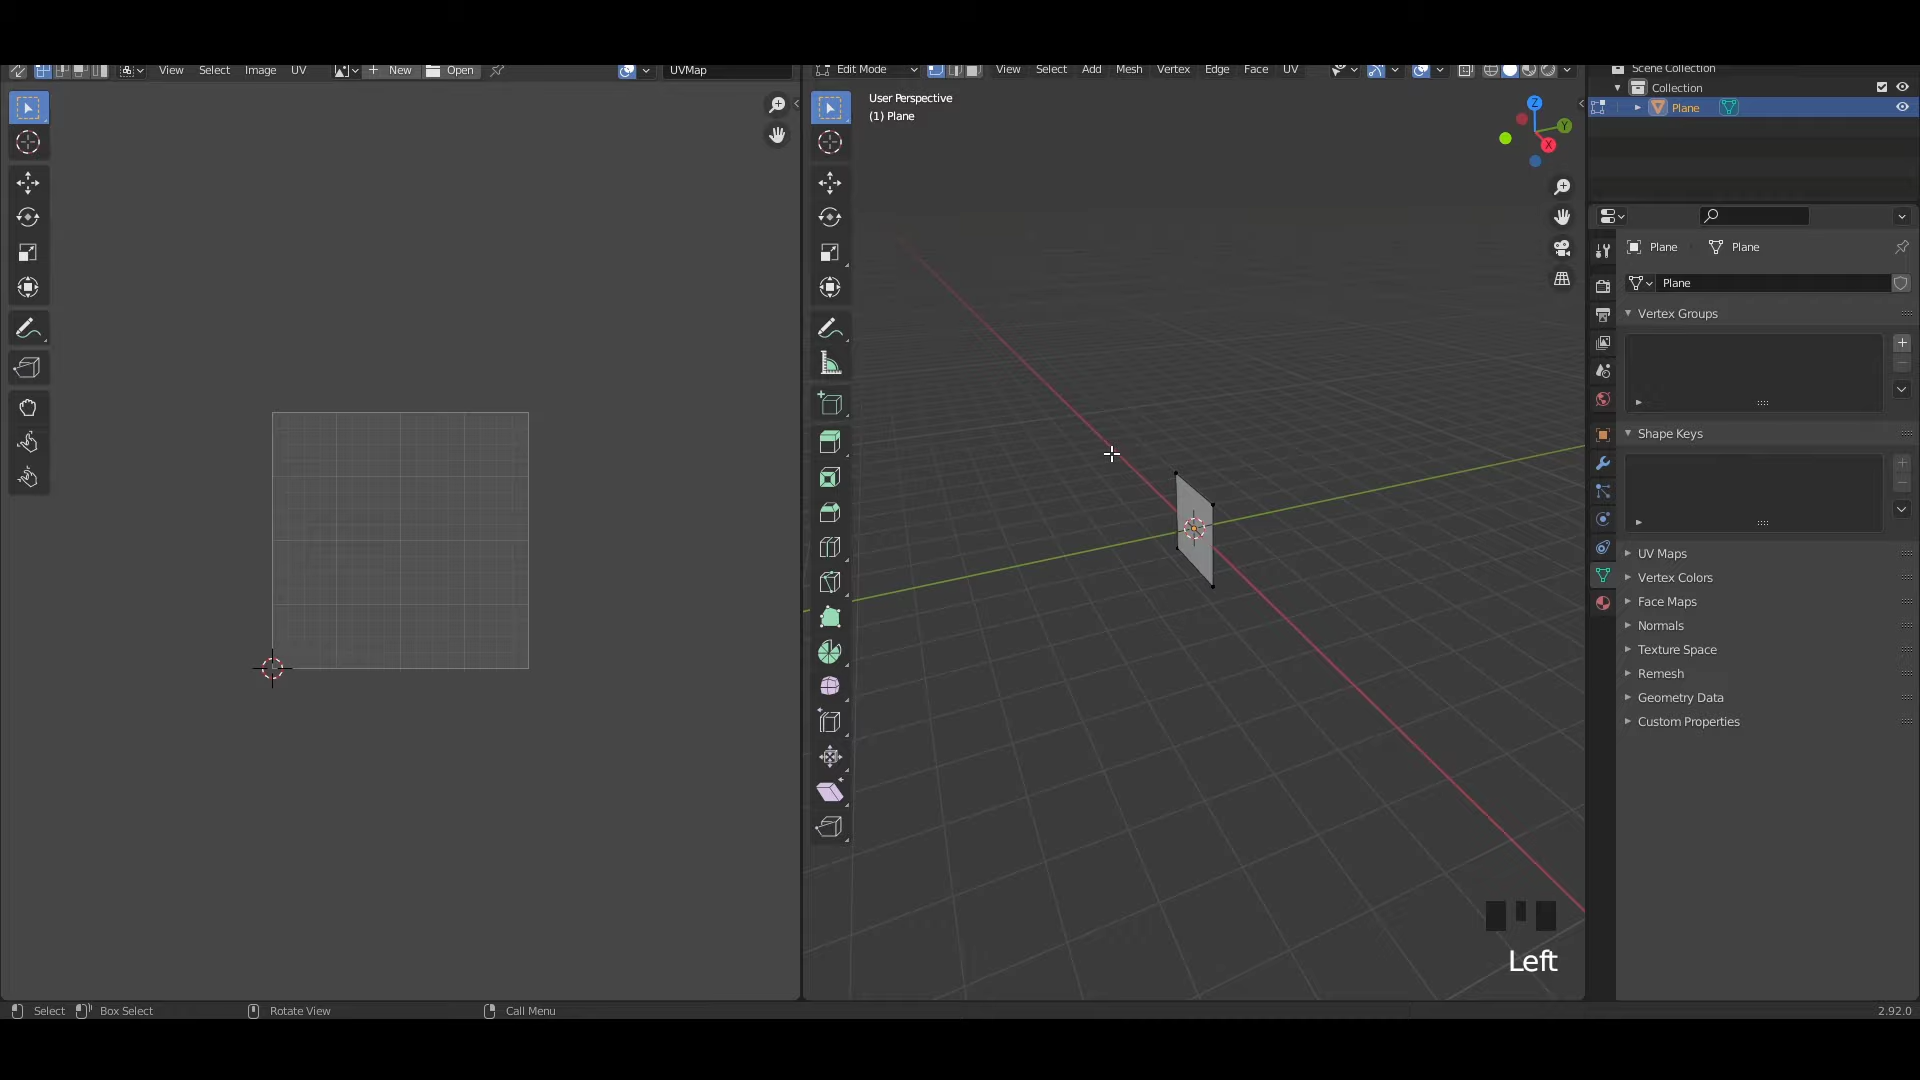 View Select Image UV New Open UVMap
Edit Mode View Select Add Mesh Vertex Edge Face UV
Scene Collection
Collection
Plane
User Perspective
(1) Plane
Z
Y
X
Plane Plane
Plane
Vertex Groups
Shape Keys
UV Maps
Vertex Colors
Face Maps
Normals
Texture Space
Remesh
Geometry Data
Custom Properties
Left
Select Box Select Rotate View Call Menu 2.92.0